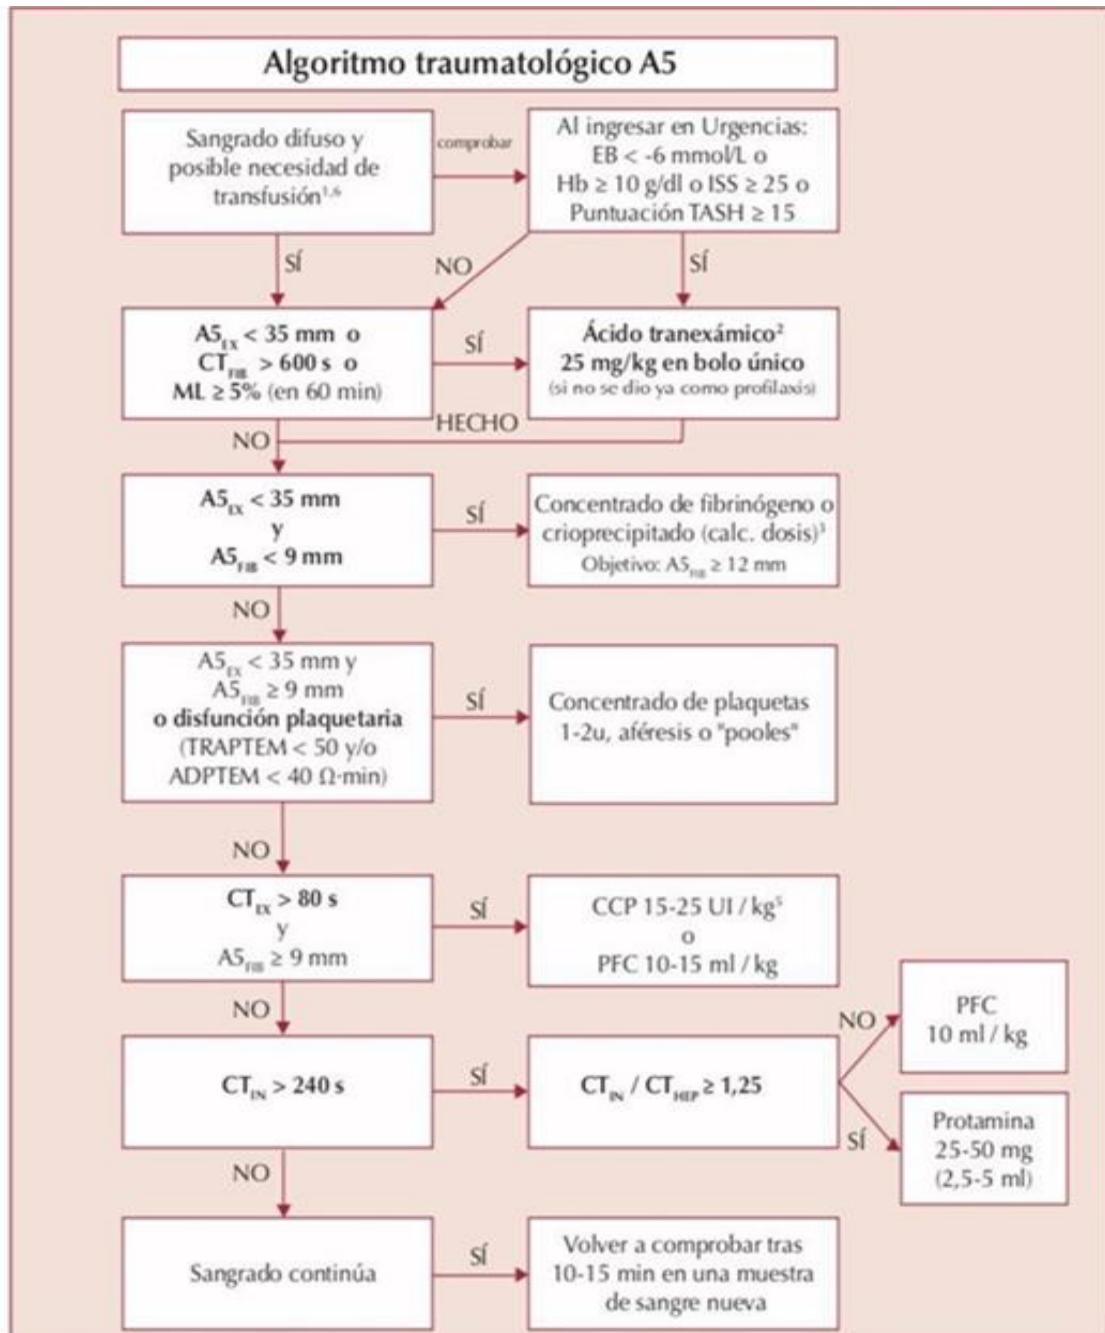 Algoritmo traumatológico A5
Sangrado difuso y
posible necesidad de
transfusión¹,⁶
comprobar
Al ingresar en Urgencias:
EB < -6 mmol/L o
Hb ≥ 10 g/dl o ISS ≥ 25 o
Puntuación TASH ≥ 15
SÍ
NO
SÍ
A5EX < 35 mm o
CTFIB > 600 s o
ML ≥ 5% (en 60 min)
SÍ
Ácido tranexámico²
25 mg/kg en bolo único
(si no se dio ya como profilaxis)
NO
HECHO
A5EX < 35 mm
y
A5FIB < 9 mm
SÍ
Concentrado de fibrinógeno o
crioprecipitado (calc. dosis)³
Objetivo: A5FIB ≥ 12 mm
NO
A5EX < 35 mm y
A5FIB ≥ 9 mm
o disfunción plaquetaria
(TRAPTEM < 50 y/o
ADPTEM < 40 Ω·min)
SÍ
Concentrado de plaquetas
1-2u, aféresis o "pooles"
NO
CTEX > 80 s
y
A5FIB ≥ 9 mm
SÍ
CCP 15-25 UI / kg⁵
o
PFC 10-15 ml / kg
NO
CTIN > 240 s
SÍ
CTIN / CTHEP ≥ 1,25
NO
PFC
10 ml / kg
SÍ
Protamina
25-50 mg
(2,5-5 ml)
NO
Sangrado continúa
SÍ
Volver a comprobar tras
10-15 min en una muestra
de sangre nueva